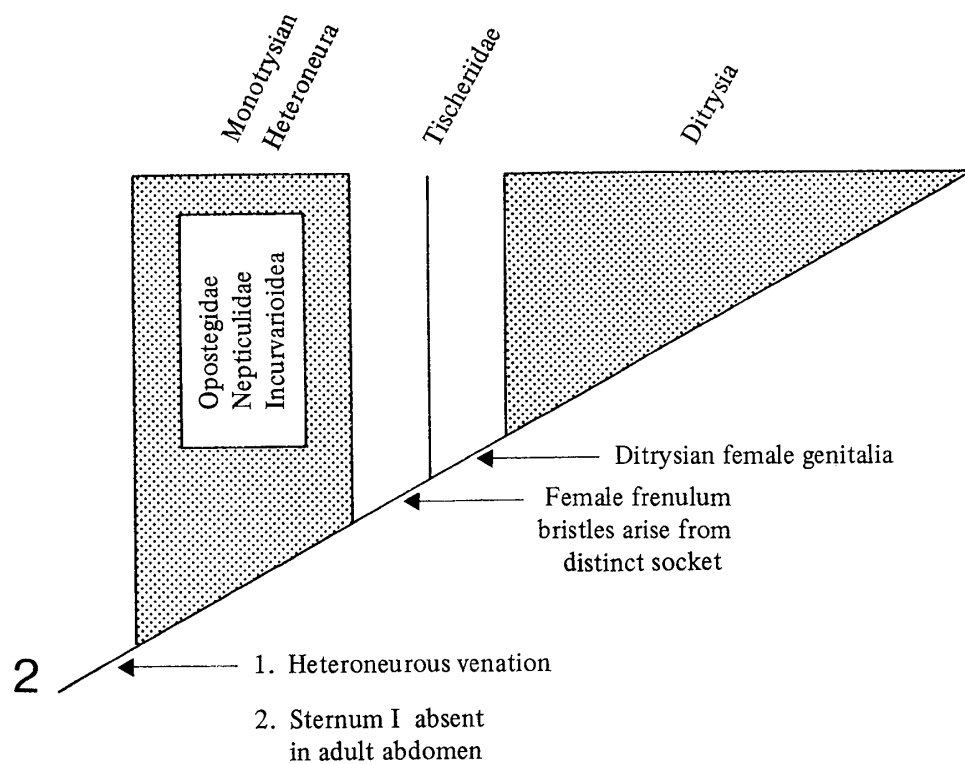 Monotrysian
Heteroneura
Tischeriidae
Ditrysia
Opostegidae
Nepticulidae
Incurvarioidea
Ditrysian female genitalia
Female frenulum
bristles arise from
distinct socket
2
1. Heteroneurous venation
2. Sternum I absent
in adult abdomen